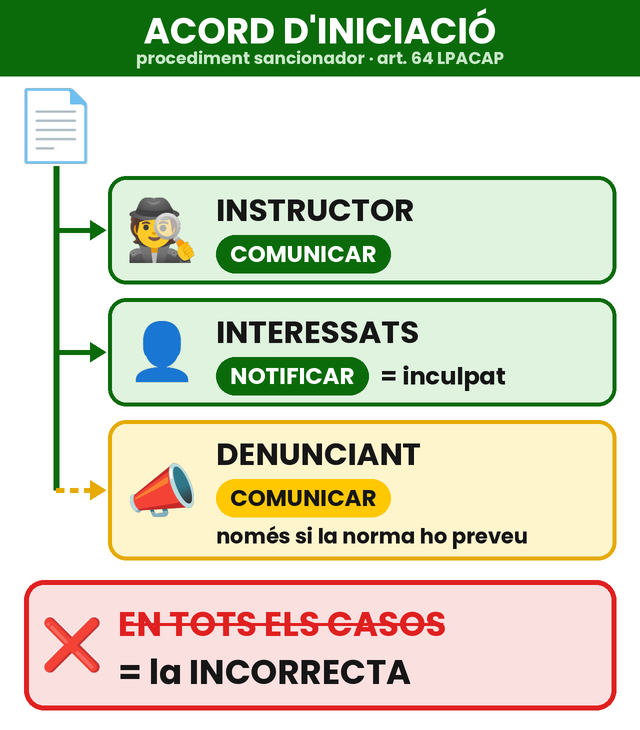 ACORD D'INICIACIÓ
procediment sancionador · art. 64 LPACAP
INSTRUCTOR
COMUNICAR
INTERESSATS
NOTIFICAR = inculpat
DENUNCIANT
COMUNICAR
només si la norma ho preveu
EN TOTS ELS CASOS
= la INCORRECTA